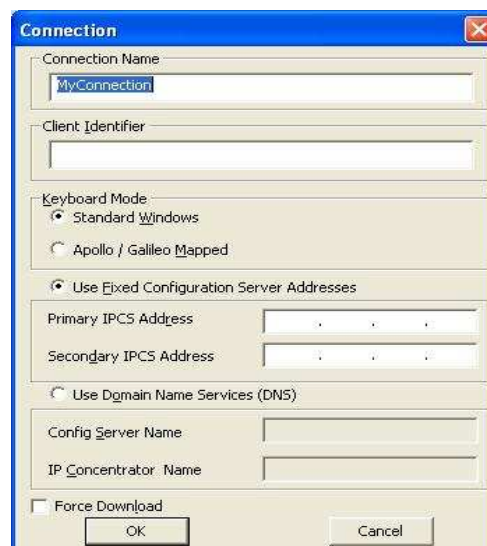 Connection
Connection Name
MyConnection
Client Identifier
Keyboard Mode
Standard Windows
Apollo / Galileo Mapped
Use Fixed Configuration Server Addresses
Primary IPCS Address . . .
Secondary IPCS Address . . .
Use Domain Name Services (DNS)
Config Server Name
IP Concentrator Name
Force Download
OK Cancel